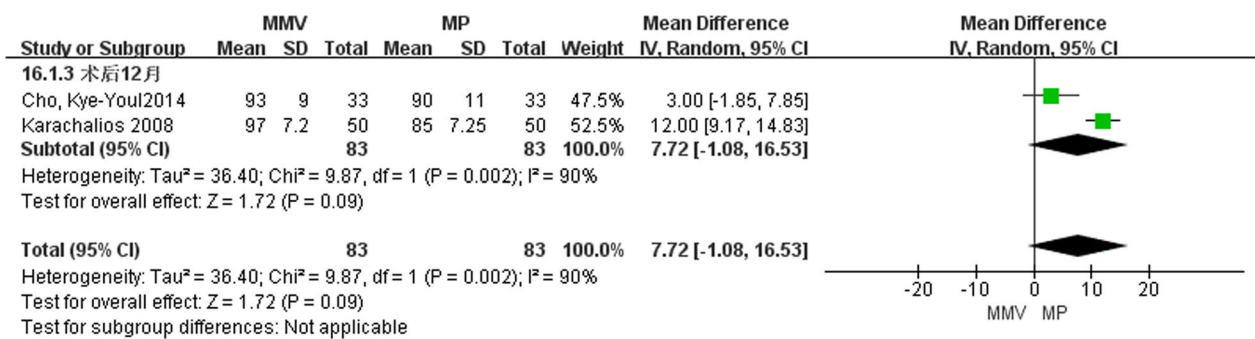 MMV MP Mean Difference Mean Difference
Study or Subgroup Mean SD Total Mean SD Total Weight IV, Random, 95% CI IV, Random, 95% CI
16.1.3 术后12月
Cho, Kye-Youl2014 93 9 33 90 11 33 47.5% 3.00 [-1.85, 7.85]
Karachalios 2008 97 7.2 50 85 7.25 50 52.5% 12.00 [9.17, 14.83]
Subtotal (95% CI) 83 83 100.0% 7.72 [-1.08, 16.53]
Heterogeneity: Tau² = 36.40; Chi² = 9.87, df = 1 (P = 0.002); I² = 90%
Test for overall effect: Z = 1.72 (P = 0.09)
Total (95% CI) 83 83 100.0% 7.72 [-1.08, 16.53]
Heterogeneity: Tau² = 36.40; Chi² = 9.87, df = 1 (P = 0.002); I² = 90%
Test for overall effect: Z = 1.72 (P = 0.09)
Test for subgroup differences: Not applicable
-20 -10 0 10 20
MMV MP